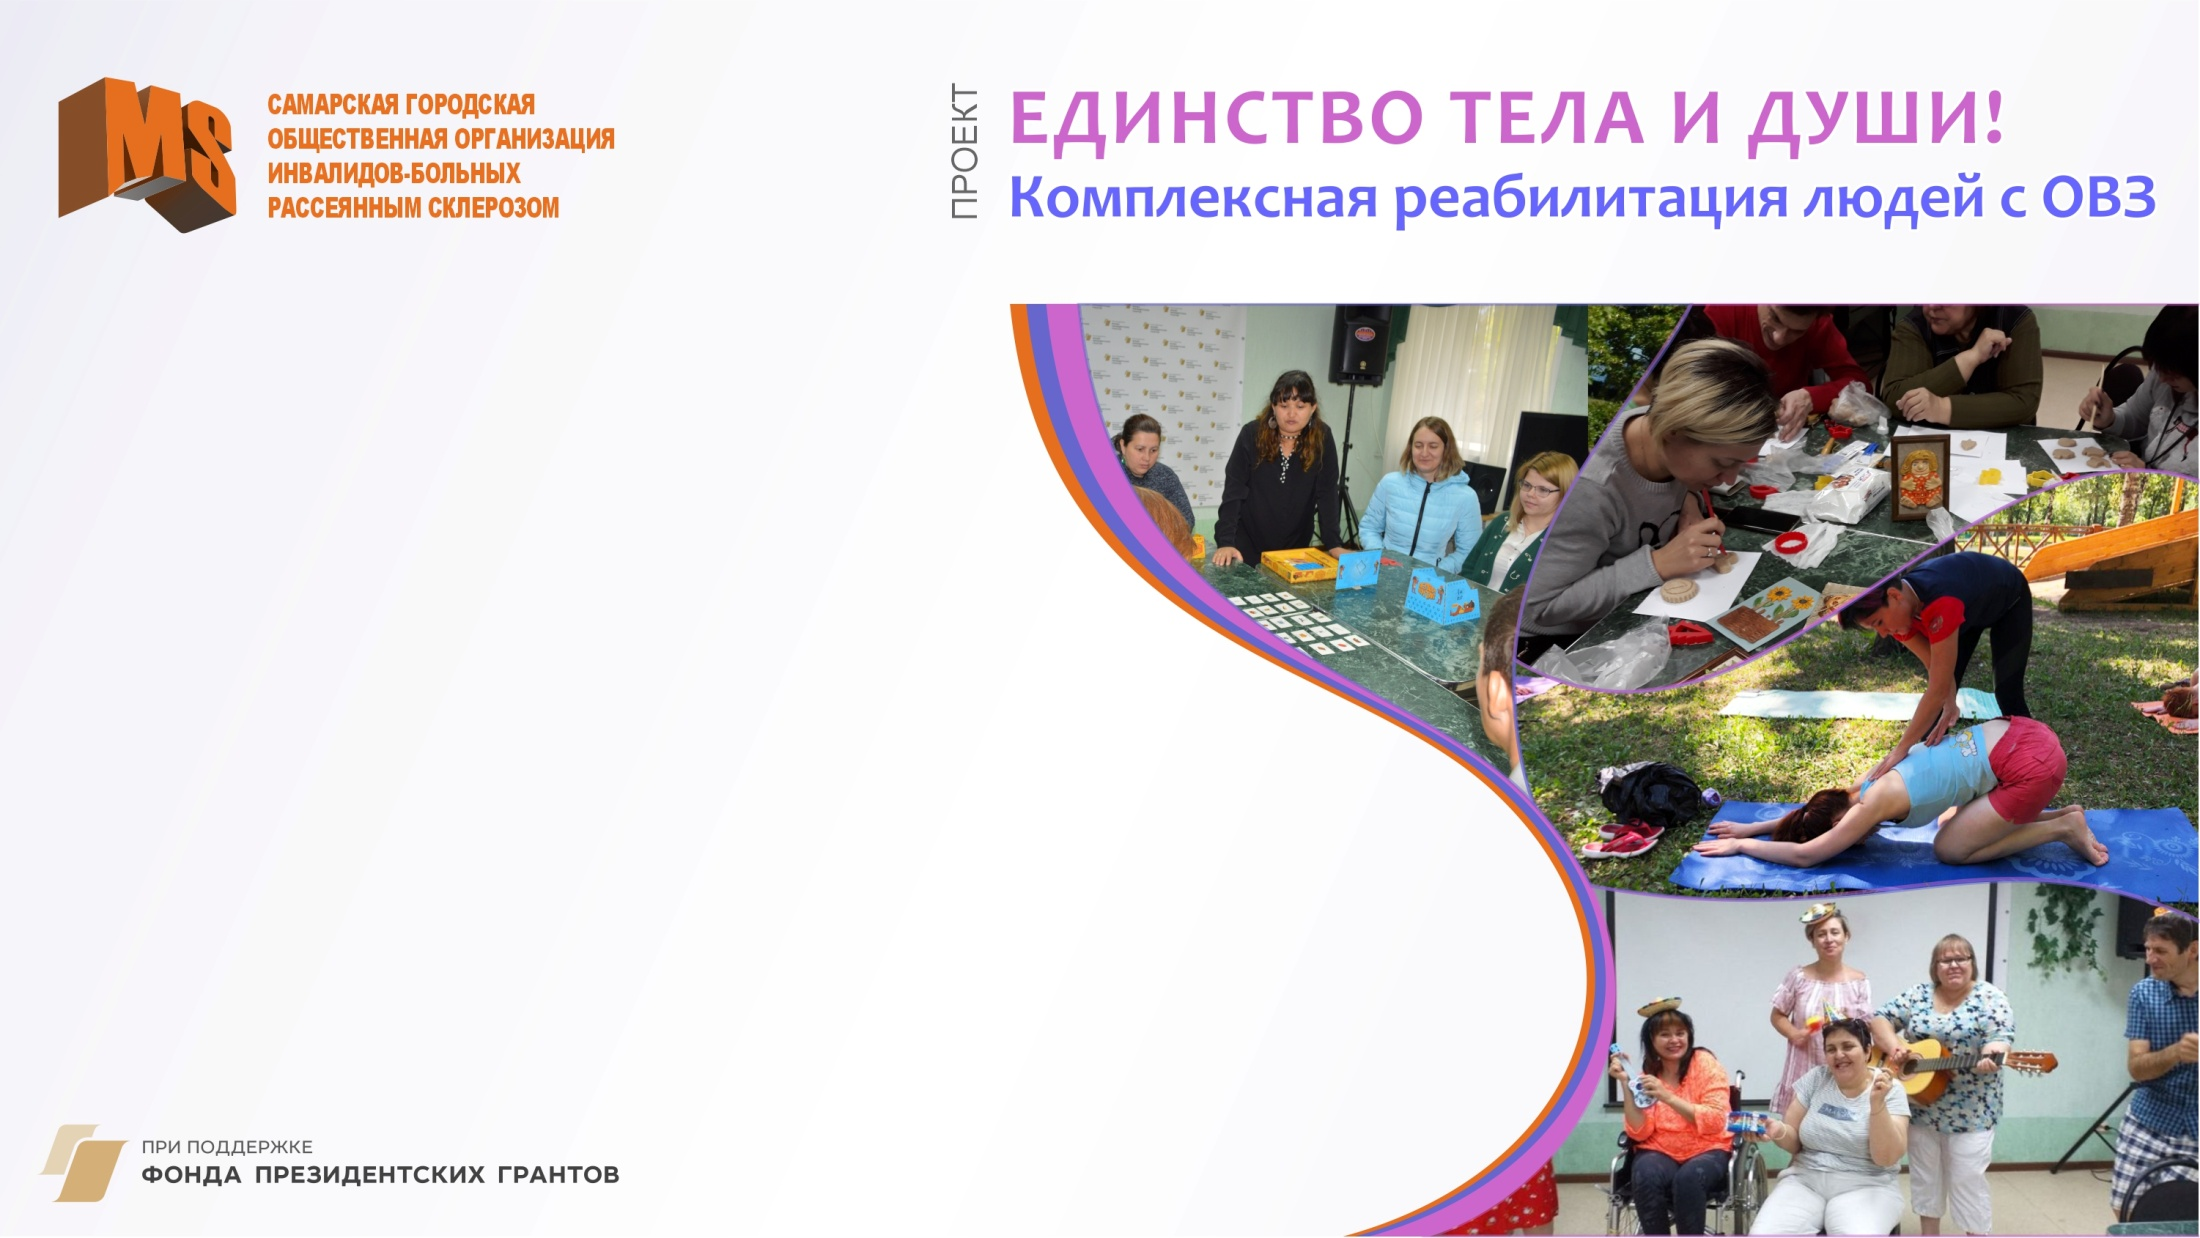 MS
САМАРСКАЯ ГОРОДСКАЯ
ОБЩЕСТВЕННАЯ ОРГАНИЗАЦИЯ
ИНВАЛИДОВ-БОЛЬНЫХ
РАССЕЯННЫМ СКЛЕРОЗОМ
ПРОЕКТ
ЕДИНСТВО ТЕЛА И ДУШИ!
Комплексная реабилитация людей с ОВЗ
ПРИ ПОДДЕРЖКЕ
ФОНДА ПРЕЗИДЕНТСКИХ ГРАНТОВ